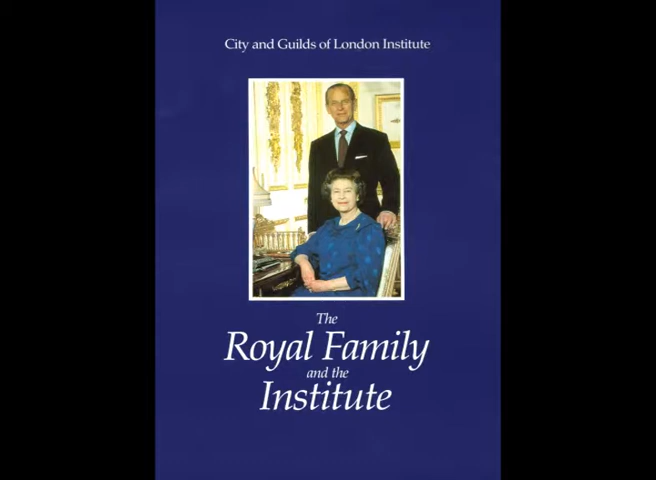 City and Guilds of London Institute
The
Royal Family
and the
Institute